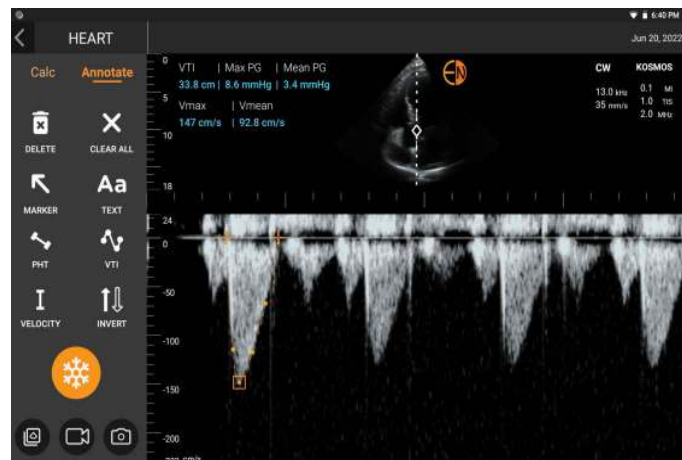 6:40 PM
HEART
Jun 20, 2022
Calc
Annotate
DELETE
CLEAR ALL
MARKER
Aa
TEXT
PHT
VTI
VELOCITY
INVERT
VTI | Max PG | Mean PG
33.8 cm | 8.6 mmHg | 3.4 mmHg
Vmax | Vmean
147 cm/s | 92.8 cm/s
CW KOSMOS
13.0 kHz 0.1 MI
35 mm/s 1.0 TIS
2.0 MHz
0
5
10
18
24
0
-50
-100
-150
-200
cm/s